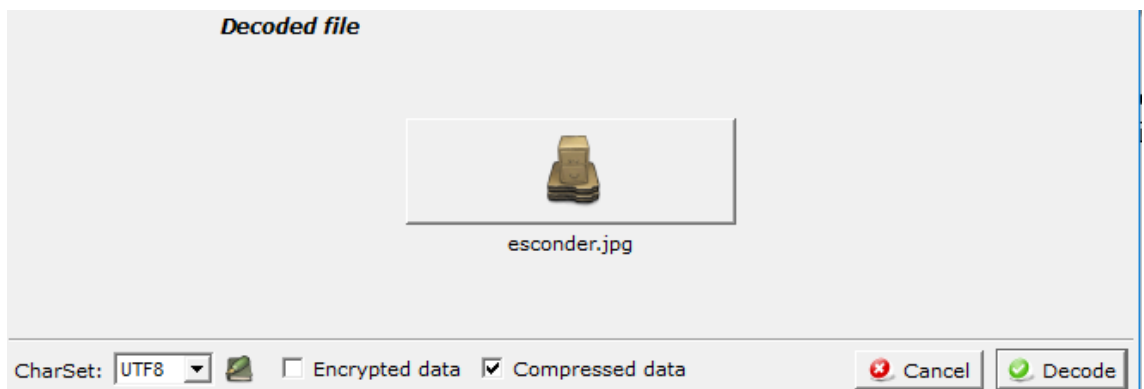 Decoded file
esconder.jpg
CharSet: UTF8 Encrypted data Compressed data Cancel Decode